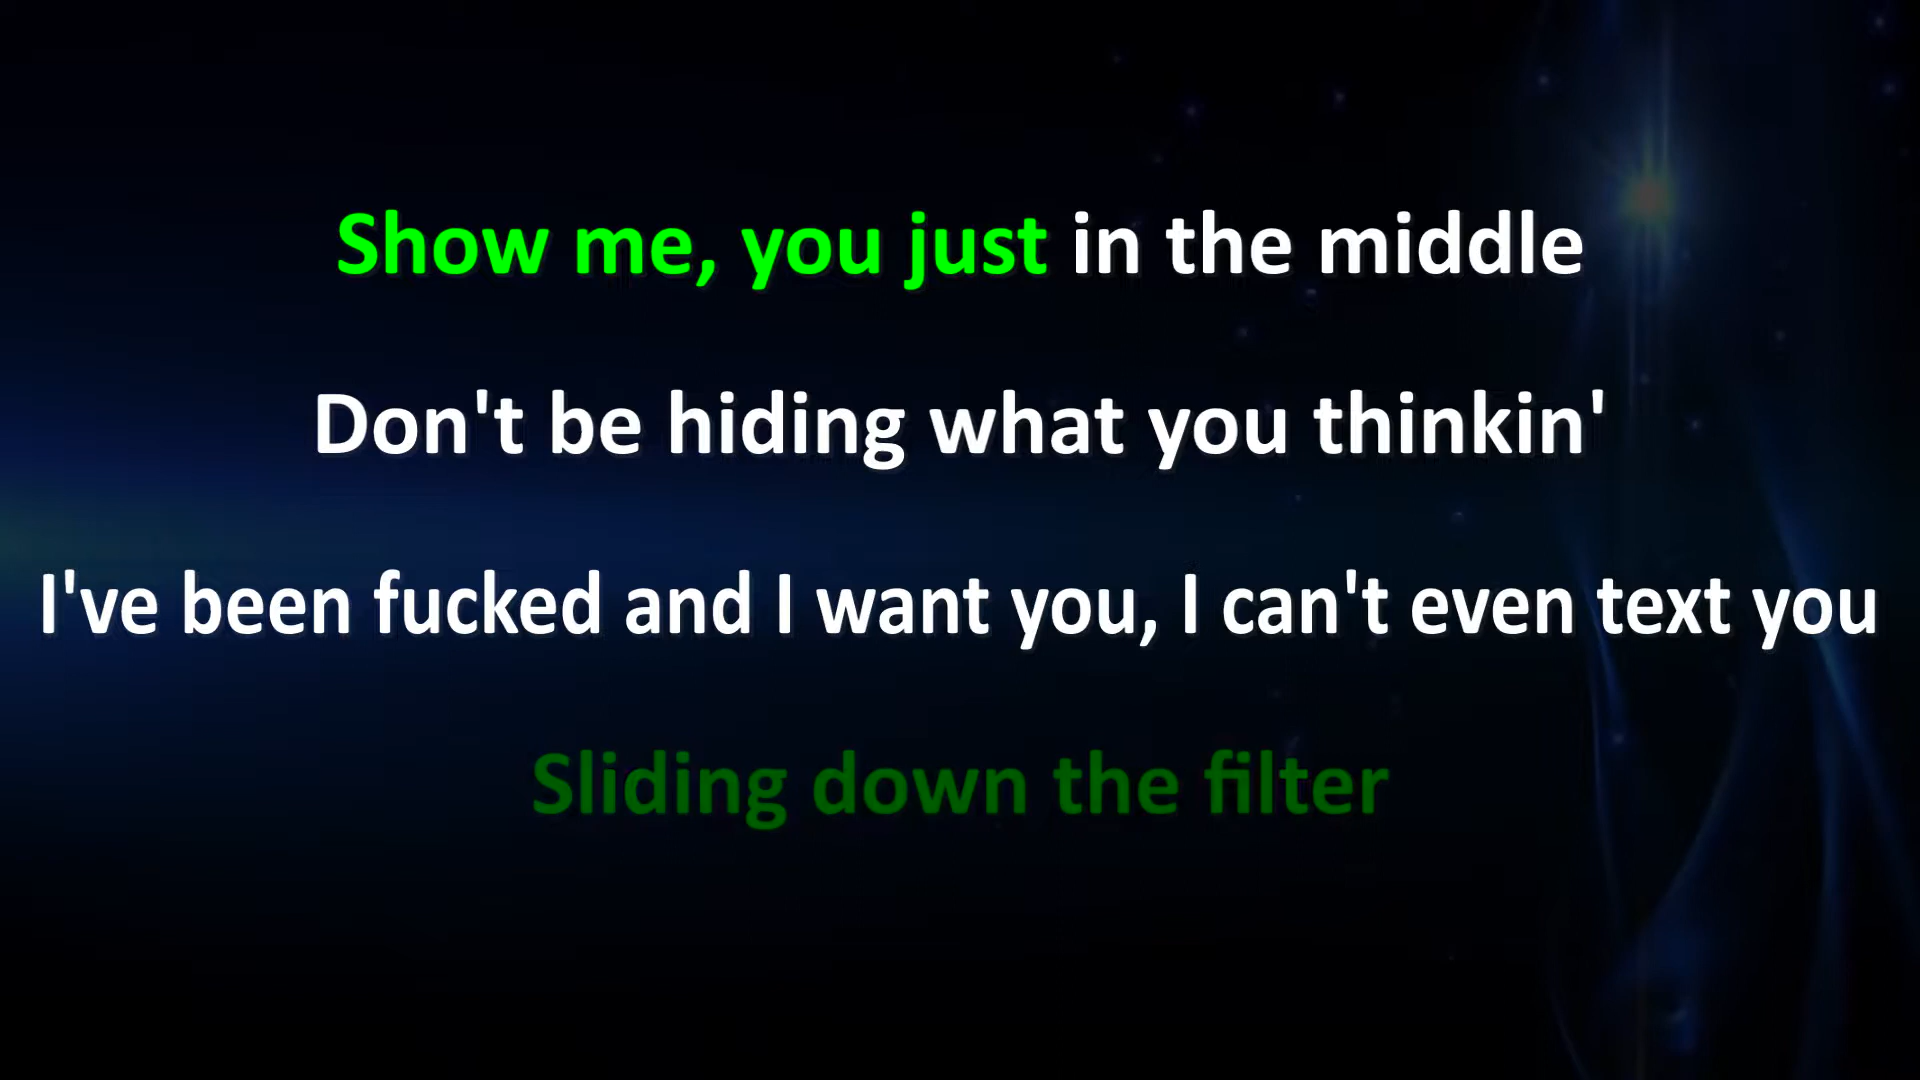 Show me, you just in the middle
Don't be hiding what you thinkin'
I've been fucked and I want you, I can't even text you
Sliding down the filter